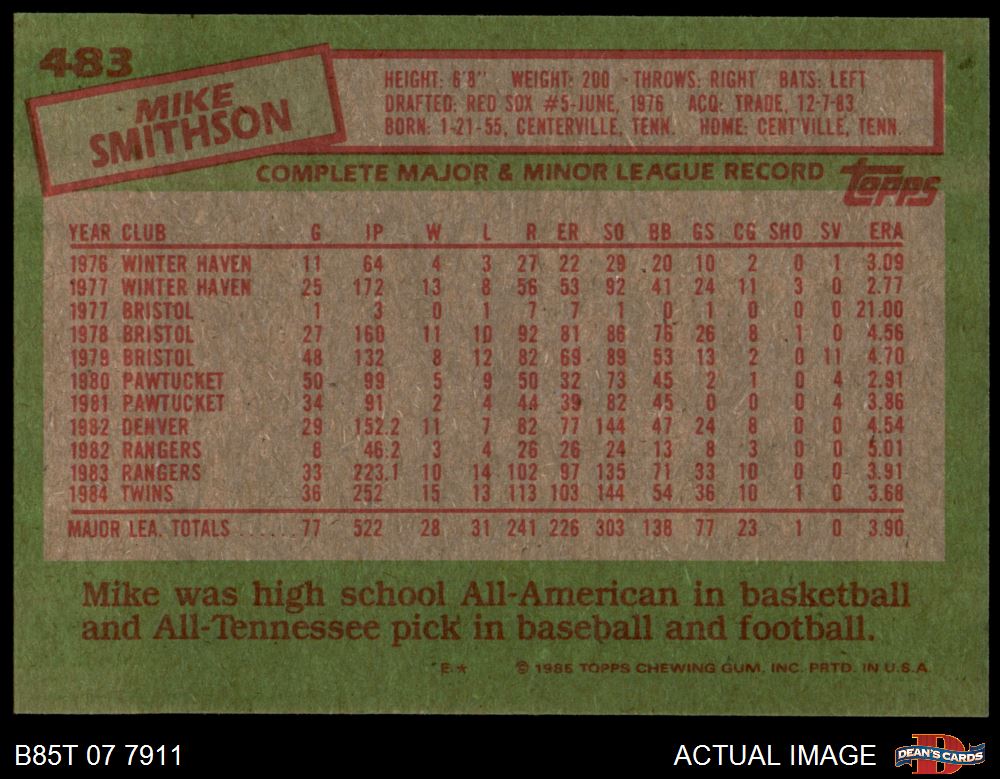 483
MIKE
SMITHSON
HEIGHT: 6'8" WEIGHT: 200 THROWS: RIGHT BATS: LEFT
DRAFTED: RED SOX #5-JUNE, 1976 ACQ: TRADE, 12-7-83
BORN: 1-21-55, CENTERVILLE, TENN. HOME: CENT'VILLE, TENN.
COMPLETE MAJOR & MINOR LEAGUE RECORD
topps
YEAR CLUB G IP W L R ER SO BB GS CG SHO SV ERA
1976 WINTER HAVEN 11 64 4 3 27 22 29 20 10 2 0 1 3.09
1977 WINTER HAVEN 25 172 13 8 56 53 92 41 24 11 3 0 2.77
1977 BRISTOL 1 3 0 1 7 7 1 0 1 0 0 0 21.00
1978 BRISTOL 27 160 11 10 92 81 86 76 26 8 1 0 4.56
1979 BRISTOL 48 132 8 12 82 69 89 53 13 2 0 11 4.70
1980 PAWTUCKET 50 99 5 9 50 32 73 45 2 1 0 4 2.91
1981 PAWTUCKET 34 91 2 4 44 39 82 45 0 0 0 4 3.86
1982 DENVER 29 152.2 11 7 82 77 144 47 24 8 0 0 4.54
1982 RANGERS 8 46.2 3 4 26 26 24 13 8 3 0 0 5.01
1983 RANGERS 33 223.1 10 14 102 97 135 71 33 10 0 0 3.91
1984 TWINS 36 252 15 13 113 103 144 54 36 10 1 0 3.68
MAJOR LEA. TOTALS ...... 77 522 28 31 241 226 303 138 77 23 1 0 3.90
Mike was high school All-American in basketball
and All-Tennessee pick in baseball and football.
E* © 1985 TOPPS CHEWING GUM, INC. PRTD. IN U.S.A.
B85T 07 7911 ACTUAL IMAGE DEAN'S CARDS